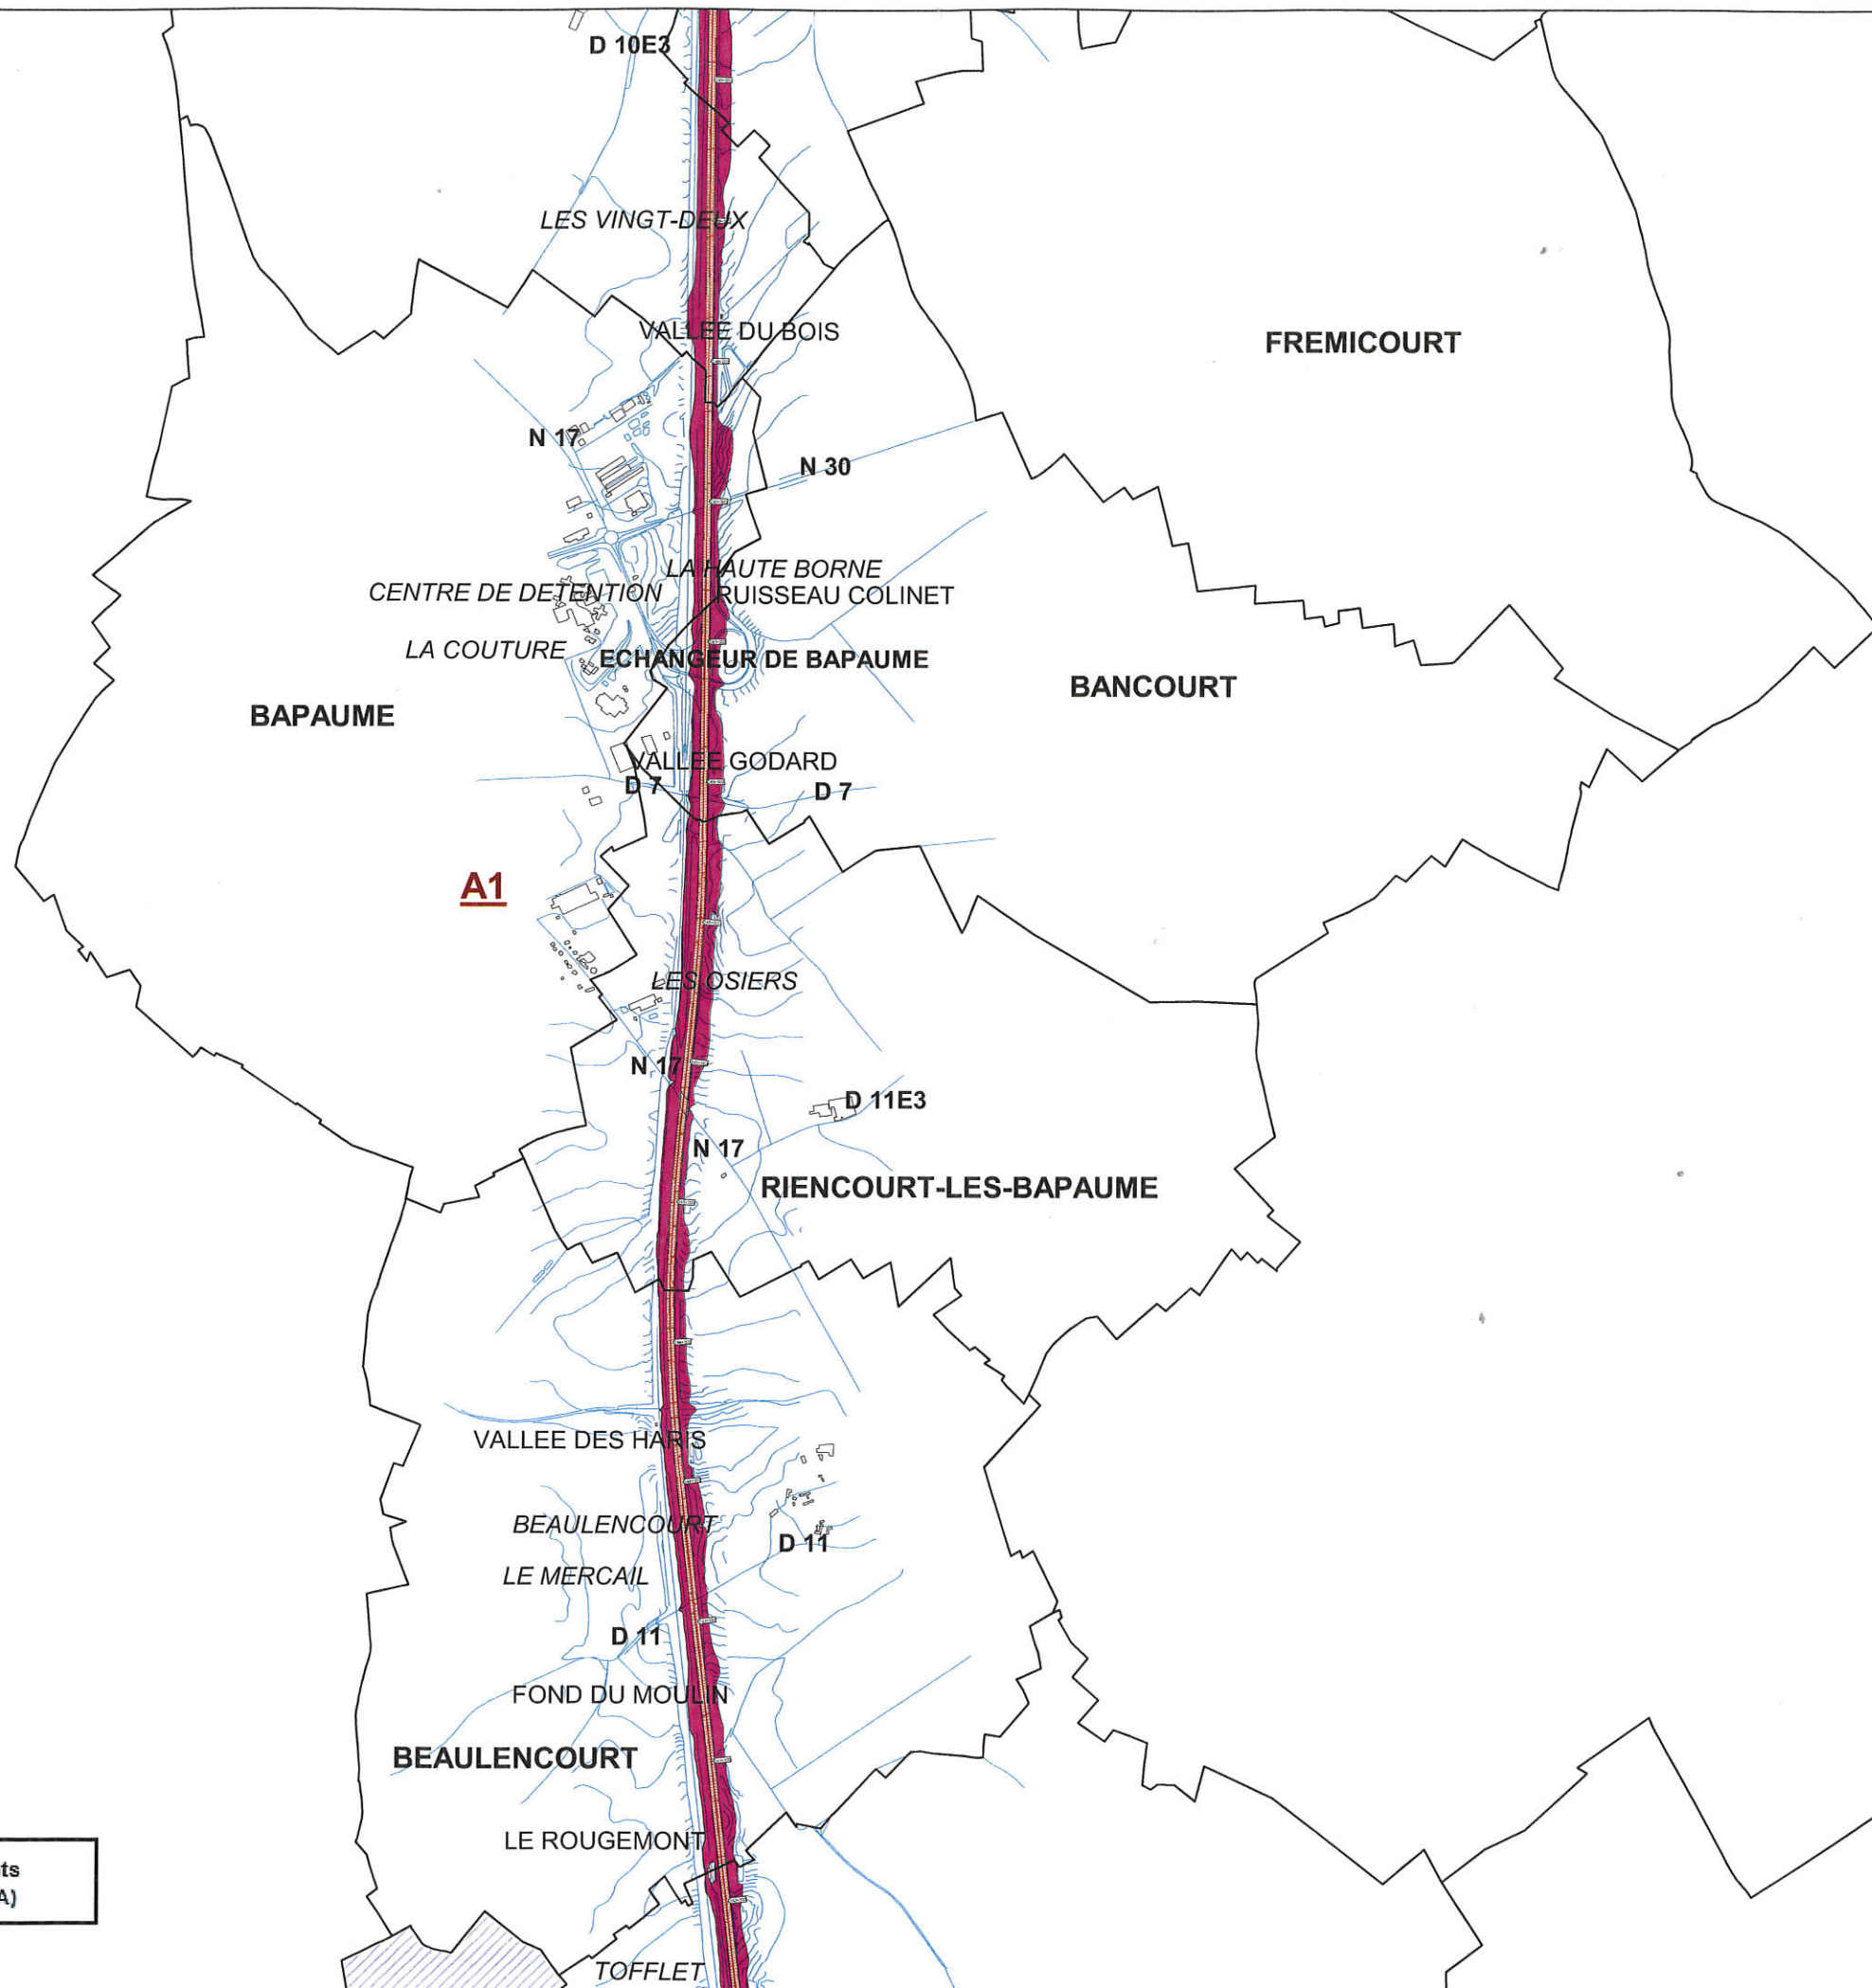 D 10E3
LES VINGT-DEUX
VALLEE DU BOIS
FREMICOURT
N 17
N 30
LA HAUTE BORNE
CENTRE DE DETENTION
RUISSEAU COLINET
LA COUTURE
ECHANGEUR DE BAPAUME
BANCOURT
BAPAUME
VALLEE GODARD
D 7
D 7
A1
LES OSIERS
N 17
D 11E3
N 17
RIENCOURT-LES-BAPAUME
VALLEE DES HARIS
BEAULENCOURT
D 11
LE MERCAIL
D 11
FOND DU MOULIN
BEAULENCOURT
LE ROUGEMONT
ts
A)
TOFFLET